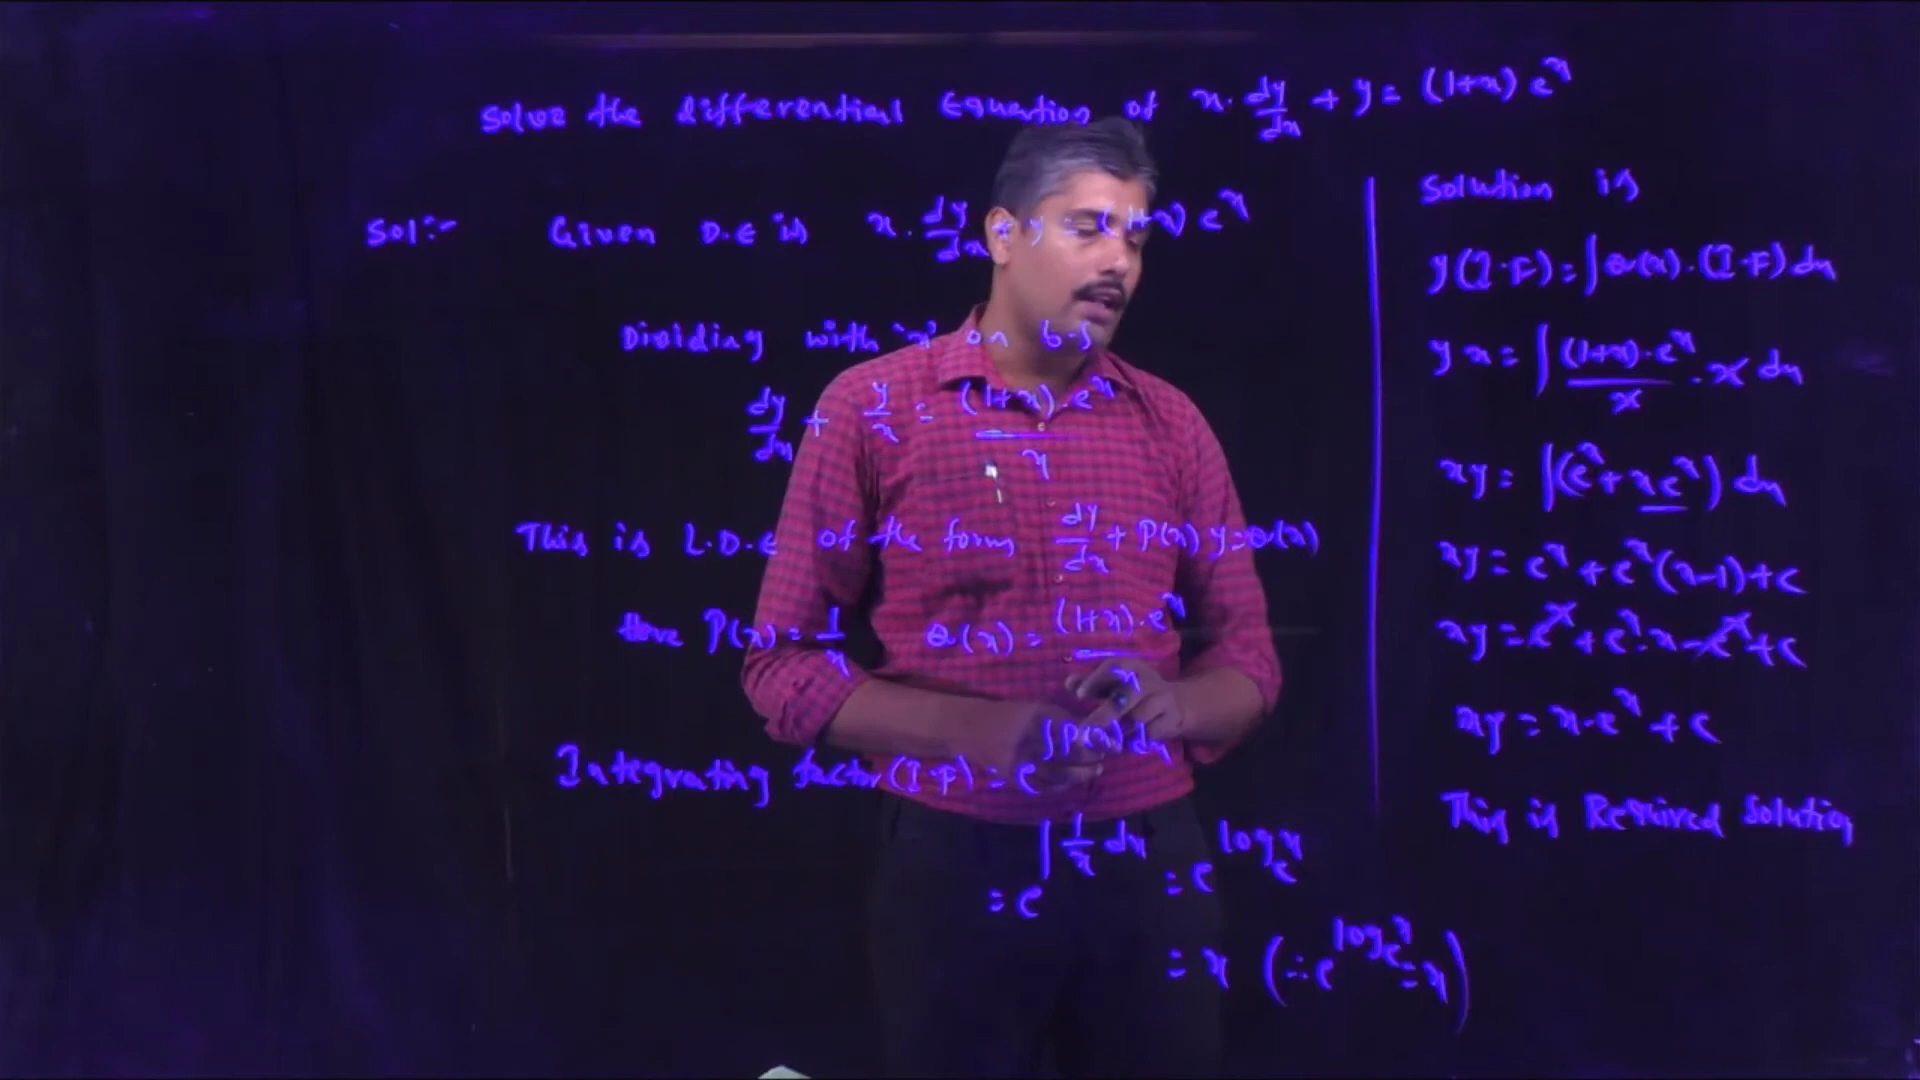 Solve the differential Equation of x · dy/dx + y = (1+x) e^x
Sol:- Given D.E is x · dy/dx + y = (1+x) e^x
Dividing with 'x' on b.s
dy/dx + y/x = (1+x) · e^x / x
This is L.D.E of the form dy/dx + P(x) y = Q(x)
Here P(x) = 1/x Q(x) = (1+x) · e^x / x
Integrating factor (I.F) = e^∫P(x) dx
= e^∫1/x dx = e^log_e x
= x (∵ e^log_e x = x)
Solution is
y(I.F) = ∫Q(x) · (I.F) dx
y x = ∫ (1+x) · e^x / x · x dx
xy = ∫(e^x + xe^x) dx
xy = e^x + e^x (x-1) + c
xy = e^x + e^x · x - e^x + c
xy = x · e^x + c
This is Required Solution